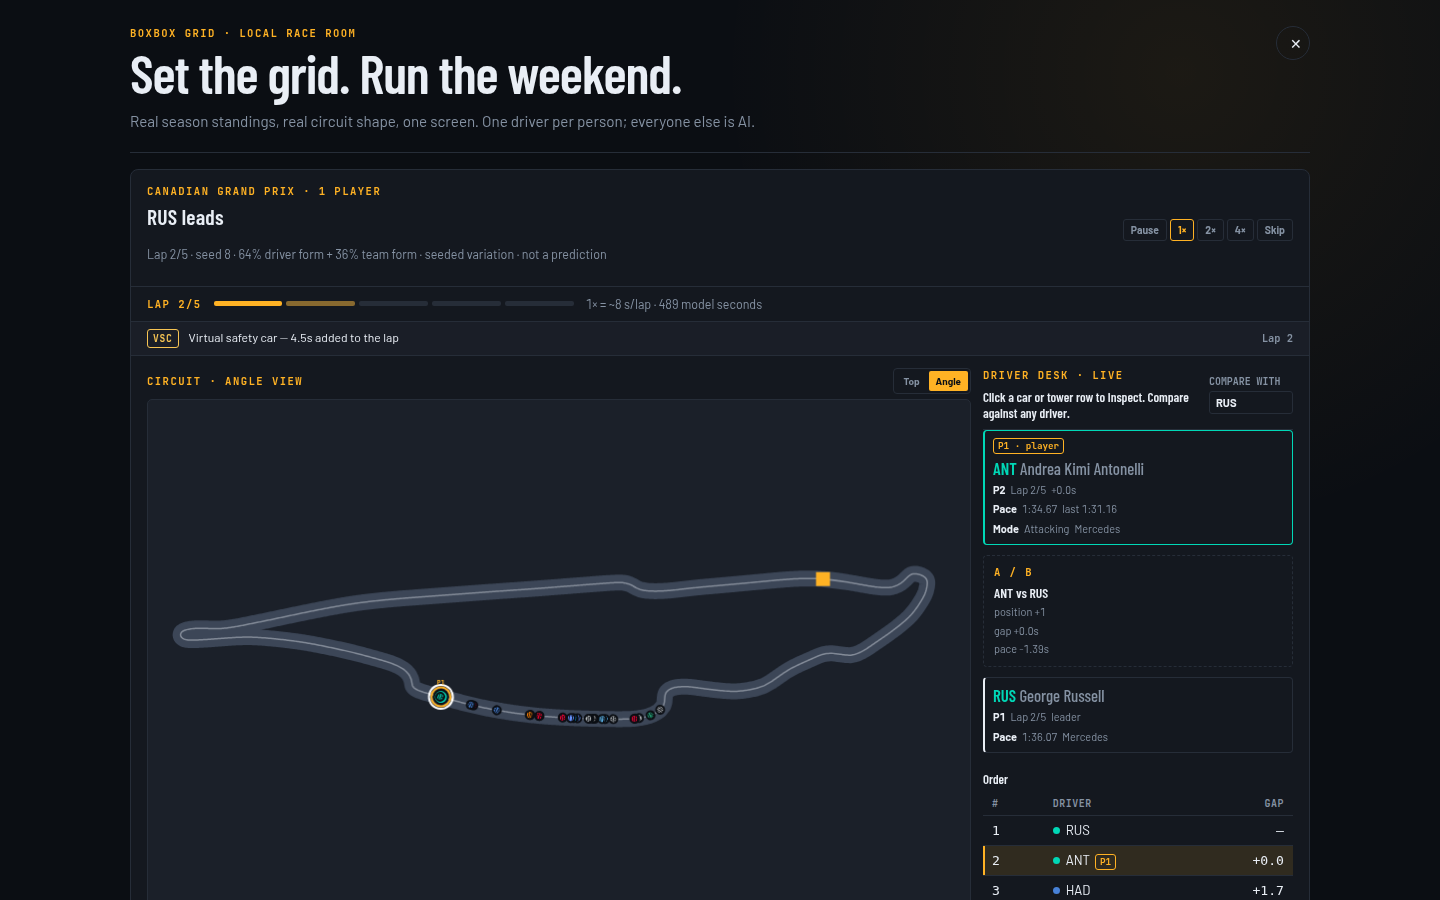 BOXBOX GRID · LOCAL RACE ROOM
Set the grid. Run the weekend.
Real season standings, real circuit shape, one screen. One driver per person; everyone else is AI.
×
CANADIAN GRAND PRIX · 1 PLAYER
RUS leads
Pause 1× 2× 4× Skip
Lap 2/5 · seed 8 · 64% driver form + 36% team form · seeded variation · not a prediction
LAP 2/5 1× = ~8 s/lap · 489 model seconds
VSC Virtual safety car — 4.5s added to the lap Lap 2
CIRCUIT · ANGLE VIEW
Top Angle
P1
DRIVER DESK · LIVE
Click a car or tower row to inspect. Compare
against any driver.
COMPARE WITH
RUS
P1 · player
ANT Andrea Kimi Antonelli
P2 Lap 2/5 +0.0s
Pace 1:34.67 last 1:31.16
Mode Attacking Mercedes
A / B
ANT vs RUS
position +1
gap +0.0s
pace -1.39s
RUS George Russell
P1 Lap 2/5 leader
Pace 1:36.07 Mercedes
Order
# DRIVER GAP
1 RUS —
2 ANT P1 +0.0
3 HAD +1.7